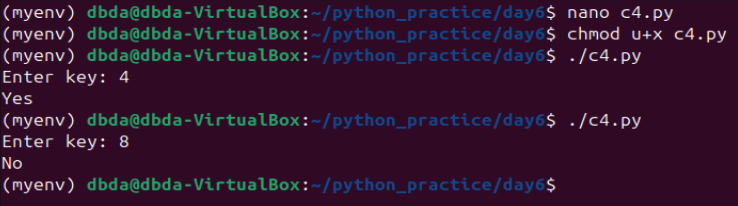 (myenv) dbda@dbda-VirtualBox:~/python_practice/day6$ nano c4.py
(myenv) dbda@dbda-VirtualBox:~/python_practice/day6$ chmod u+x c4.py
(myenv) dbda@dbda-VirtualBox:~/python_practice/day6$ ./c4.py
Enter key: 4
Yes
(myenv) dbda@dbda-VirtualBox:~/python_practice/day6$ ./c4.py
Enter key: 8
No
(myenv) dbda@dbda-VirtualBox:~/python_practice/day6$